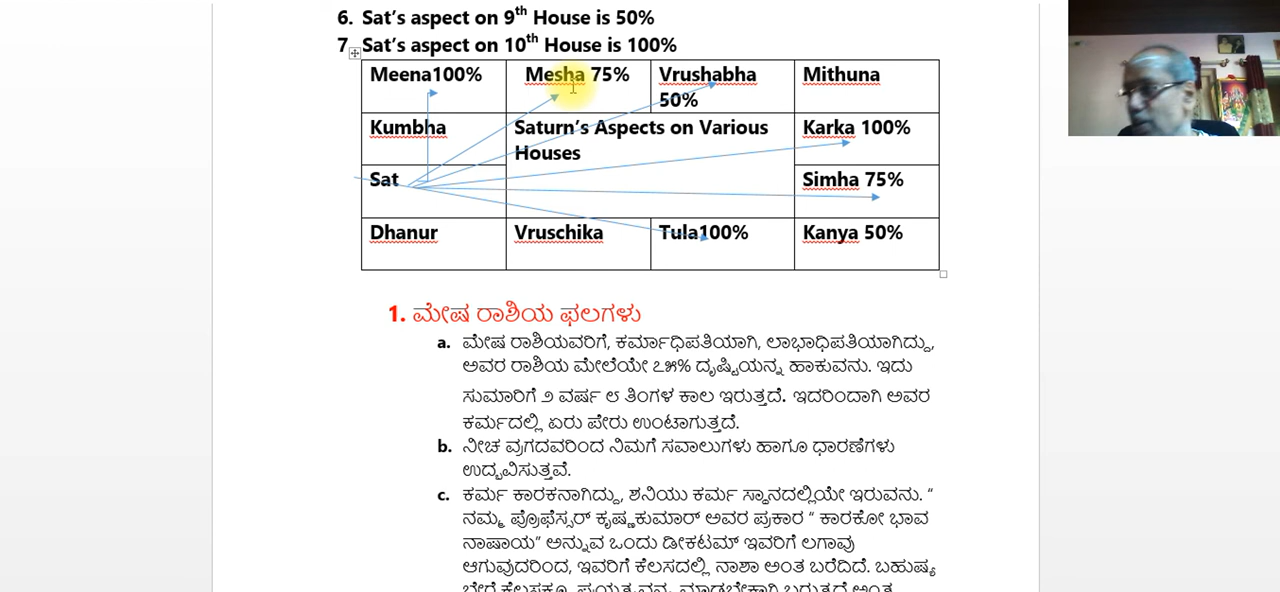 6. Sat's aspect on 9th House is 50%
7. Sat's aspect on 10th House is 100%
Meena100% Mesha 75% Vrushabha 50% Mithuna
Kumbha Saturn's Aspects on Various Houses Karka 100%
Sat Simha 75%
Dhanur Vruschika Tula100% Kanya 50%
1. ಮೇಷ ರಾಶಿಯ ಫಲಗಳು
a. ಮೇಷ ರಾಶಿಯವರಿಗೆ, ಕರ್ಮಾಧಿಪತಿಯಾಗಿ, ಲಾಭಾಧಿಪತಿಯಾಗಿದ್ದು,
ಅವರ ರಾಶಿಯ ಮೇಲೆಯೇ ೭೫% ದೃಷ್ಟಿಯನ್ನ ಹಾಕುವನು. ಇದು
ಸುಮಾರಿಗೆ ೨ ವರ್ಷ ೮ ತಿಂಗಳ ಕಾಲ ಇರುತ್ತದೆ. ಇದರಿಂದಾಗಿ ಅವರ
ಕರ್ಮದಲ್ಲಿ ಏರು ಪೇರು ಉಂಟಾಗುತ್ತದೆ.
b. ನೀಚ ವ್ರಗದವರಿಂದ ನಿಮಗೆ ಸವಾಲುಗಳು ಹಾಗೂ ಧಾರಣೆಗಳು
ಉದ್ಭವಿಸುತ್ತವೆ.
c. ಕರ್ಮ ಕಾರಕನಾಗಿದ್ದು, ಶನಿಯು ಕರ್ಮ ಸ್ಥಾನದಲ್ಲಿಯೇ ಇರುವನು. "
ನಮ್ಮ ಪ್ರೊಫೆಸ್ಸರ್ ಕೃಷ್ಣಕುಮಾರ್ ಅವರ ಪ್ರಕಾರ " ಕಾರಕೋ ಭಾವ
ನಾಷಾಯ" ಅನ್ನುವ ಒಂದು ಡೀಕಟಮ್ ಇವರಿಗೆ ಲಗಾವು
ಆಗುವುದರಿಂದ, ಇವರಿಗೆ ಕೆಲಸದಲ್ಲಿ ನಾಶಾ ಅಂತ ಬರೆದಿದೆ. ಬಹುಷ್ಯ